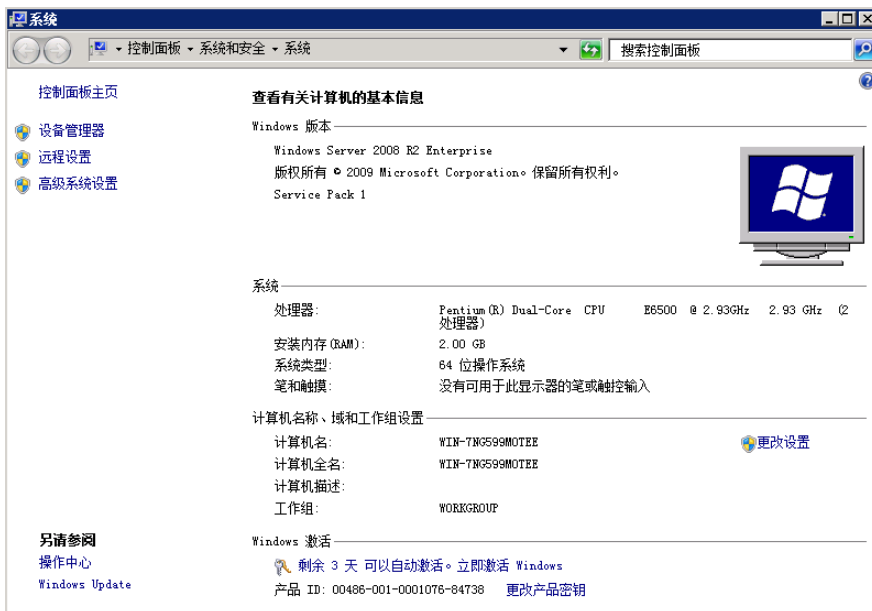 系统
控制面板 系统和安全 系统 搜索控制面板
控制面板主页
设备管理器
远程设置
高级系统设置
查看有关计算机的基本信息
Windows 版本
Windows Server 2008 R2 Enterprise
版权所有 © 2009 Microsoft Corporation。保留所有权利。
Service Pack 1
系统
处理器: Pentium(R) Dual-Core CPU E6500 @ 2.93GHz 2.93 GHz (2
处理器)
安装内存(RAM): 2.00 GB
系统类型: 64 位操作系统
笔和触摸: 没有可用于此显示器的笔或触控输入
计算机名称、域和工作组设置
计算机名: WIN-7NG599MOTEE 更改设置
计算机全名: WIN-7NG599MOTEE
计算机描述:
工作组: WORKGROUP
Windows 激活
剩余 3 天 可以自动激活。立即激活 Windows
产品 ID: 00486-001-0001076-84738 更改产品密钥
另请参阅
操作中心
Windows Update